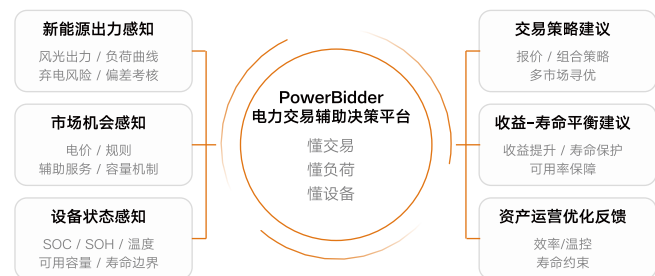 新能源出力感知
风光出力 / 负荷曲线
弃电风险 / 偏差考核
市场机会感知
电价 / 规则
辅助服务 / 容量机制
设备状态感知
SOC / SOH / 温度
可用容量 / 寿命边界
PowerBidder
电力交易辅助决策平台
懂交易
懂负荷
懂设备
交易策略建议
报价 / 组合策略
多市场寻优
收益-寿命平衡建议
收益提升 / 寿命保护
可用率保障
资产运营优化反馈
效率/温控
寿命约束